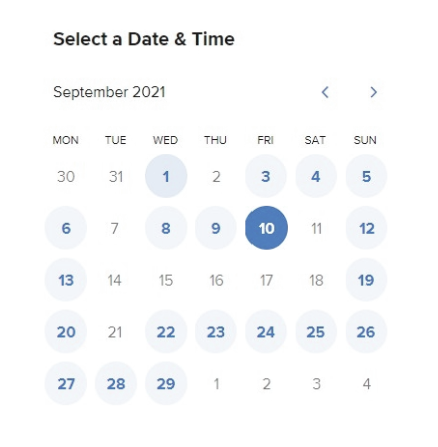 Select a Date & Time
September 2021
MON TUE WED THU FRI SAT SUN
30 31 1 2 3 4 5
6 7 8 9 10 11 12
13 14 15 16 17 18 19
20 21 22 23 24 25 26
27 28 29 1 2 3 4